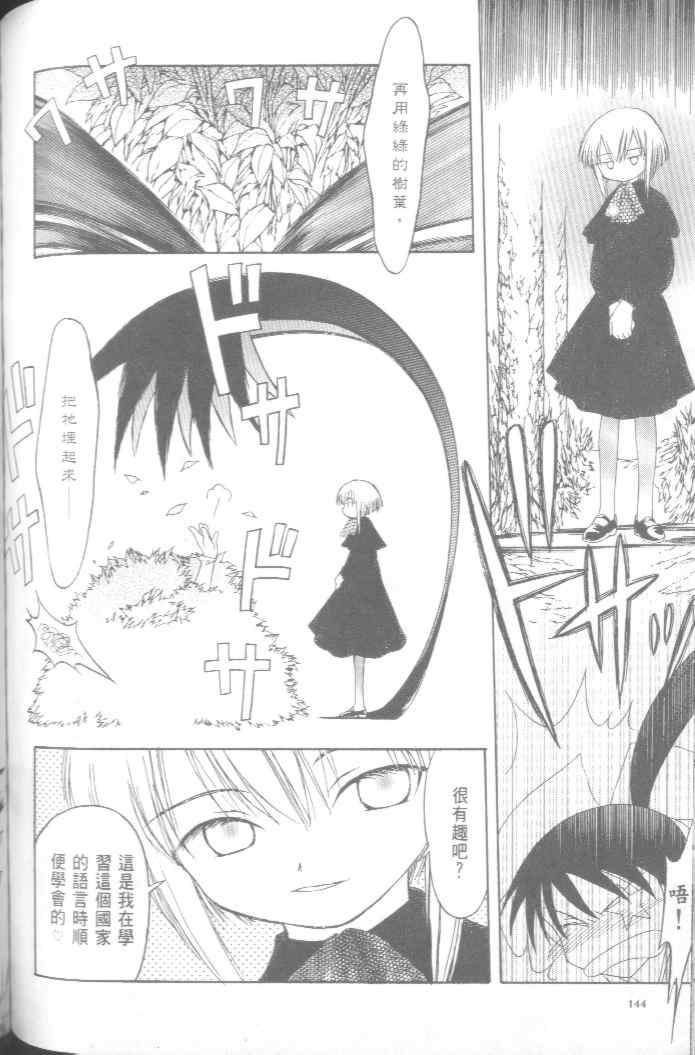 ドサ
ドサ
唔！
再用綠綠的樹葉，
ワサ
ワサ
把祂埋起來——
ドサ
ドサ
ドサ
很有趣吧？
這是我在學
習這個國家
的語言時順
便學會的♡
144